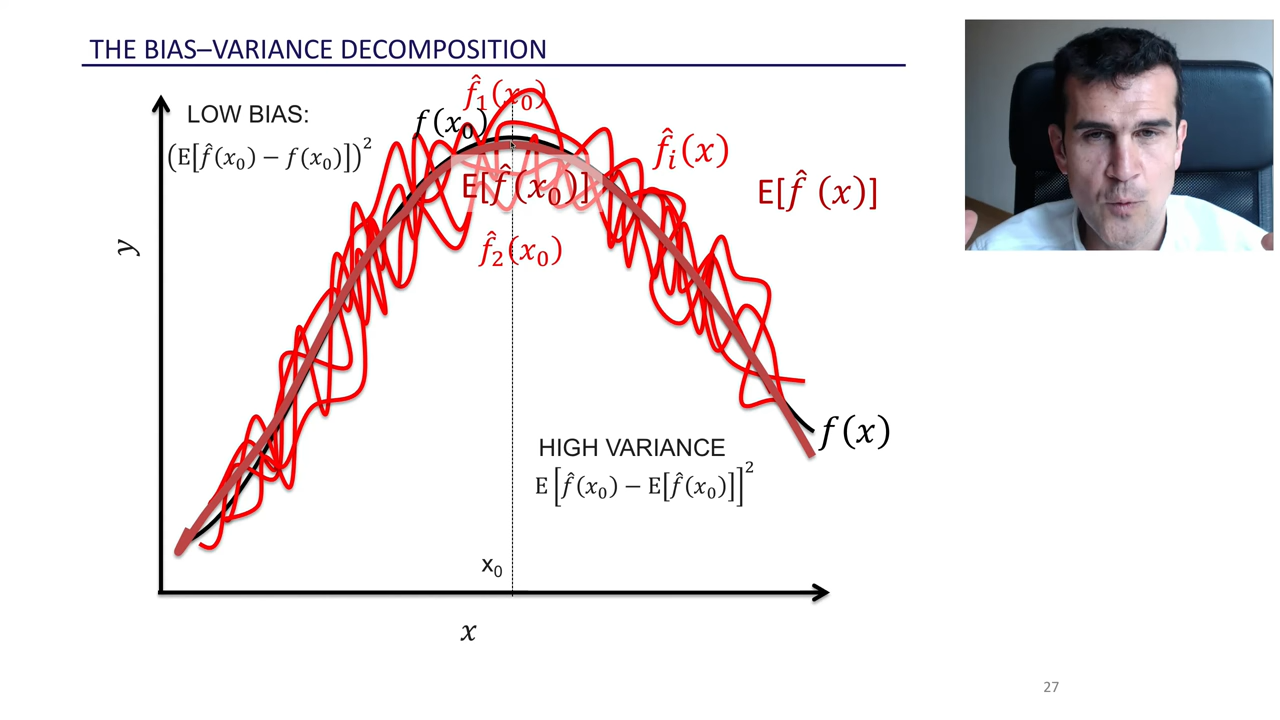 THE BIAS–VARIANCE DECOMPOSITION
LOW BIAS:
(E[f̂(x₀) − f(x₀)])²
f̂₁(x₀)
f(x₀)
f̂ᵢ(x)
E[f̂(x₀)]
E[f̂ (x)]
f̂₂(x₀)
y
f(x)
HIGH VARIANCE
E[f̂(x₀) − E[f̂(x₀)]]²
x₀
x
27